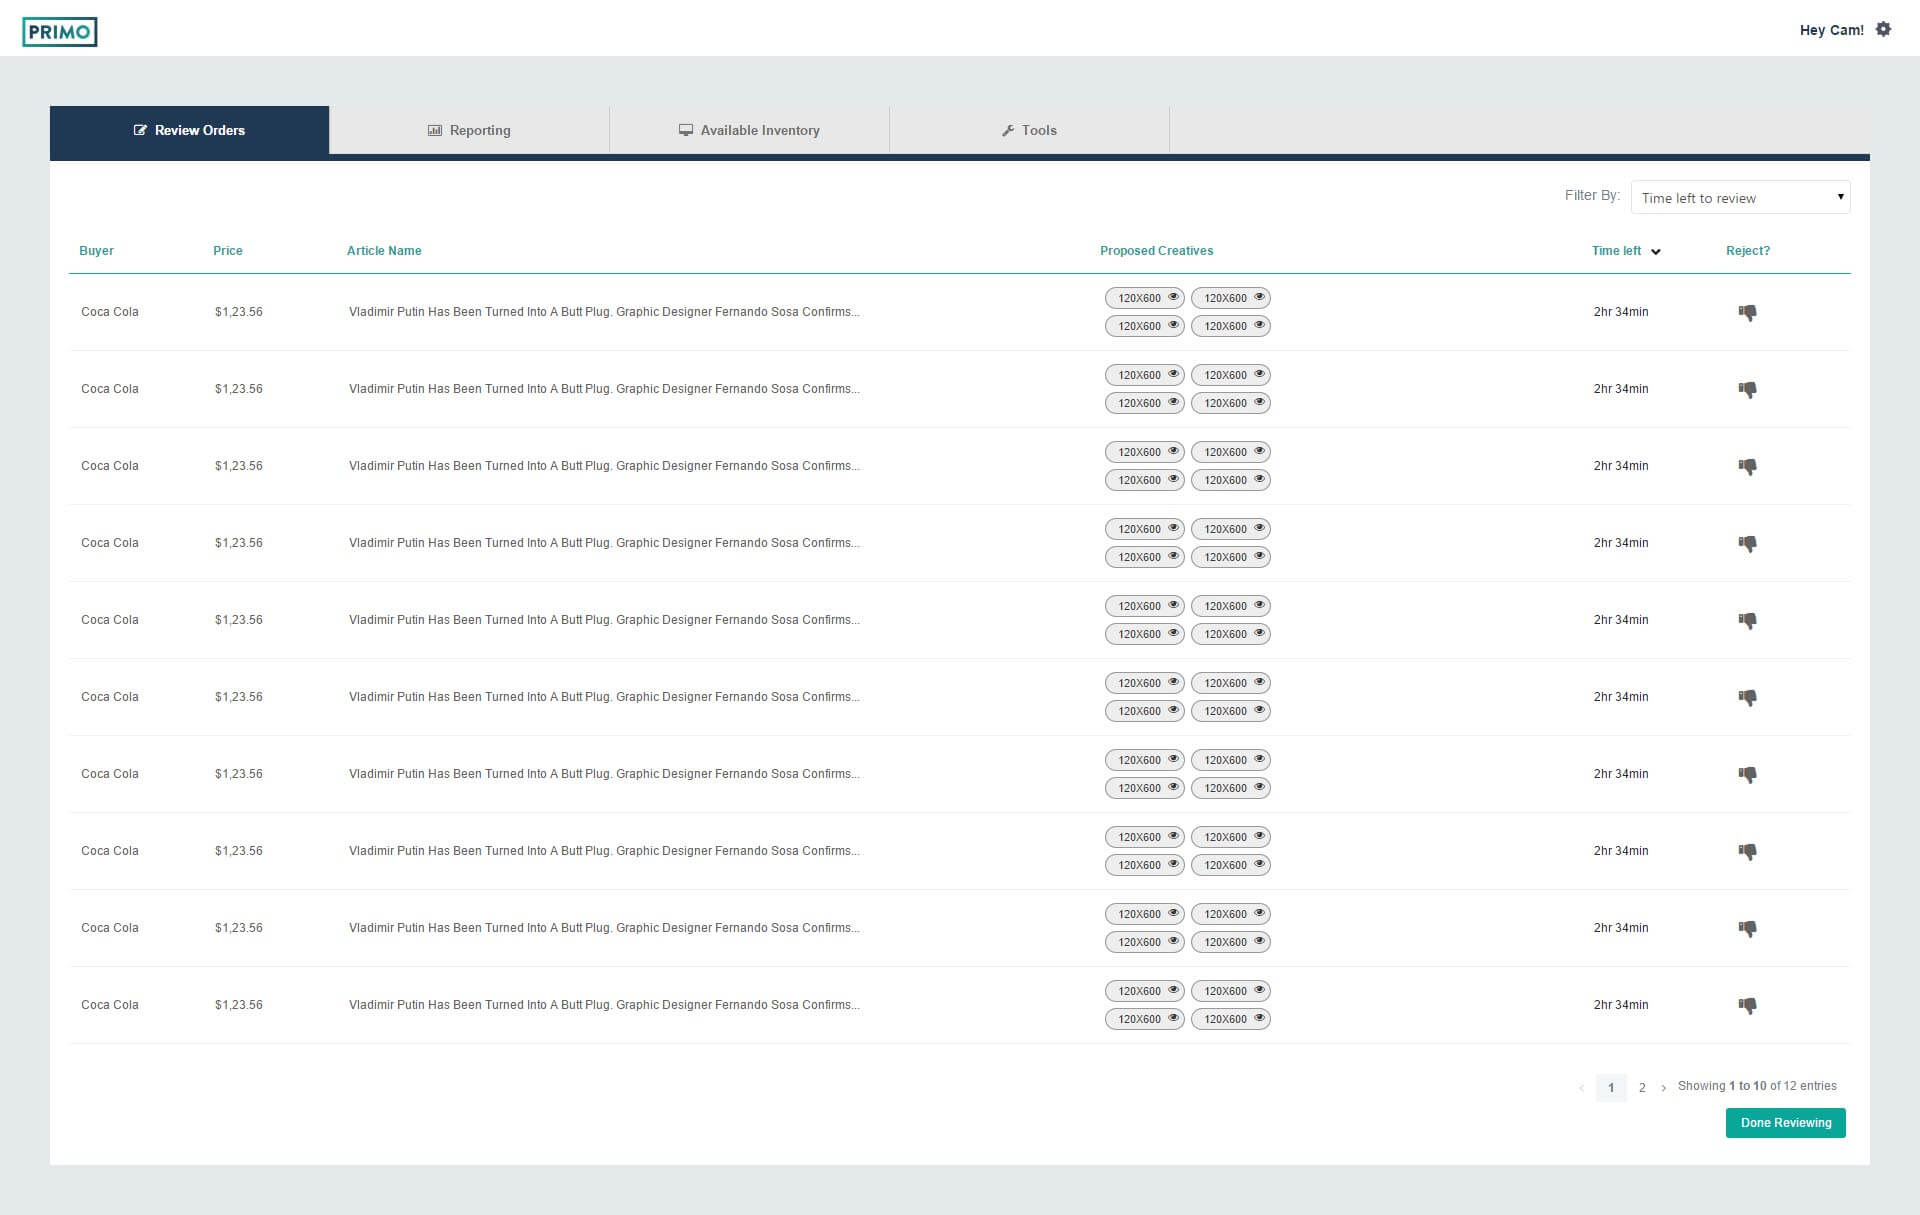 PRIMO
Hey Cam!
Review Orders
Reporting
Available Inventory
Tools
Filter By: Time left to review
Buyer Price Article Name Proposed Creatives Time left Reject?
120X600 120X600
Coca Cola $1,23.56 Vladimir Putin Has Been Turned Into A Butt Plug. Graphic Designer Fernando Sosa Confirms... 2hr 34min
120X600 120X600
120X600 120X600
Coca Cola $1,23.56 Vladimir Putin Has Been Turned Into A Butt Plug. Graphic Designer Fernando Sosa Confirms... 2hr 34min
120X600 120X600
120X600 120X600
Coca Cola $1,23.56 Vladimir Putin Has Been Turned Into A Butt Plug. Graphic Designer Fernando Sosa Confirms... 2hr 34min
120X600 120X600
120X600 120X600
Coca Cola $1,23.56 Vladimir Putin Has Been Turned Into A Butt Plug. Graphic Designer Fernando Sosa Confirms... 2hr 34min
120X600 120X600
120X600 120X600
Coca Cola $1,23.56 Vladimir Putin Has Been Turned Into A Butt Plug. Graphic Designer Fernando Sosa Confirms... 2hr 34min
120X600 120X600
120X600 120X600
Coca Cola $1,23.56 Vladimir Putin Has Been Turned Into A Butt Plug. Graphic Designer Fernando Sosa Confirms... 2hr 34min
120X600 120X600
120X600 120X600
Coca Cola $1,23.56 Vladimir Putin Has Been Turned Into A Butt Plug. Graphic Designer Fernando Sosa Confirms... 2hr 34min
120X600 120X600
120X600 120X600
Coca Cola $1,23.56 Vladimir Putin Has Been Turned Into A Butt Plug. Graphic Designer Fernando Sosa Confirms... 2hr 34min
120X600 120X600
120X600 120X600
Coca Cola $1,23.56 Vladimir Putin Has Been Turned Into A Butt Plug. Graphic Designer Fernando Sosa Confirms... 2hr 34min
120X600 120X600
120X600 120X600
Coca Cola $1,23.56 Vladimir Putin Has Been Turned Into A Butt Plug. Graphic Designer Fernando Sosa Confirms... 2hr 34min
120X600 120X600
‹ 1 2 › Showing 1 to 10 of 12 entries
Done Reviewing